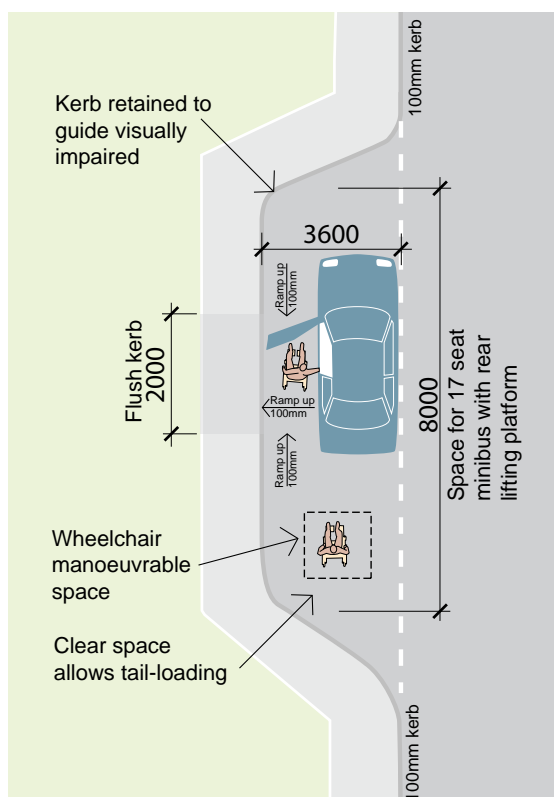 100mm kerb
Kerb retained to
guide visually
impaired
3600
Ramp up
100mm
Flush kerb
2000
Ramp up
100mm
Ramp up
100mm
8000
Space for 17 seat
minibus with rear
lifting platform
Wheelchair
manoeuvrable
space
Clear space
allows tail-loading
100mm kerb